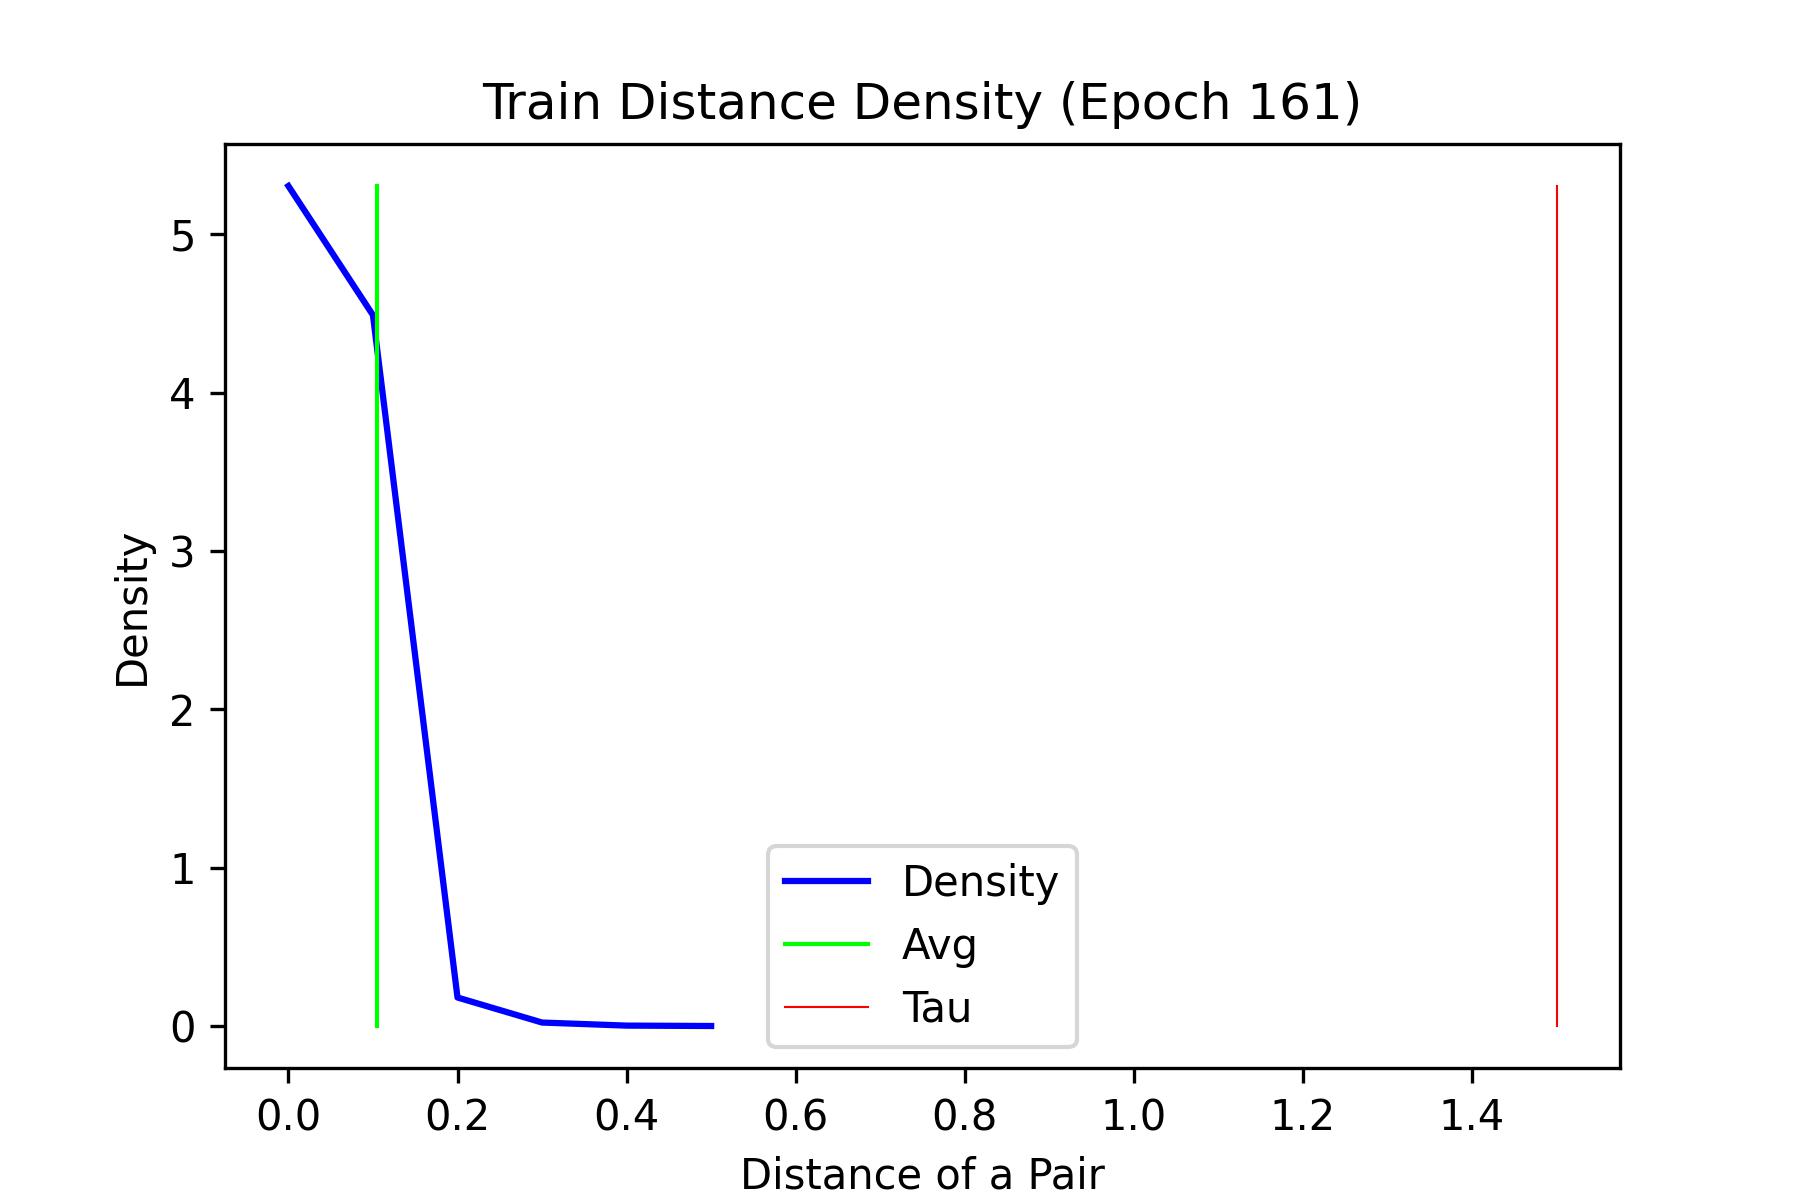 Train Distance Density (Epoch 161)
5
4
3
2
1
0
Density
Density
Avg
Tau
0.0 0.2 0.4 0.6 0.8 1.0 1.2 1.4
Distance of a Pair